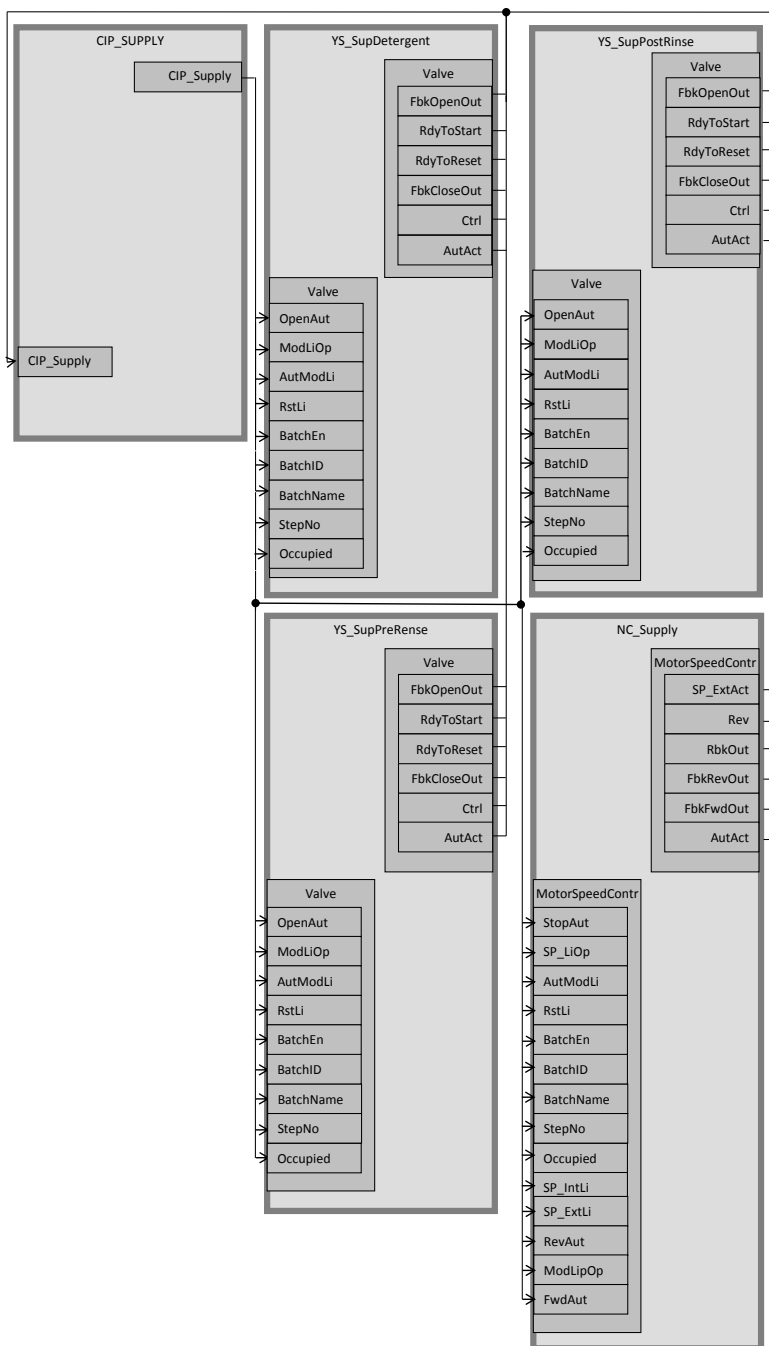 CIP_SUPPLY
CIP_Supply
CIP_Supply
YS_SupDetergent
Valve
FbkOpenOut
RdyToStart
RdyToReset
FbkCloseOut
Ctrl
AutAct
Valve
OpenAut
ModLiOp
AutModLi
RstLi
BatchEn
BatchID
BatchName
StepNo
Occupied
YS_SupPostRinse
Valve
FbkOpenOut
RdyToStart
RdyToReset
FbkCloseOut
Ctrl
AutAct
Valve
OpenAut
ModLiOp
AutModLi
RstLi
BatchEn
BatchID
BatchName
StepNo
Occupied
YS_SupPreRense
Valve
FbkOpenOut
RdyToStart
RdyToReset
FbkCloseOut
Ctrl
AutAct
Valve
OpenAut
ModLiOp
AutModLi
RstLi
BatchEn
BatchID
BatchName
StepNo
Occupied
NC_Supply
MotorSpeedContr
SP_ExtAct
Rev
RbkOut
FbkRevOut
FbkFwdOut
AutAct
MotorSpeedContr
StopAut
SP_LiOp
AutModLi
RstLi
BatchEn
BatchID
BatchName
StepNo
Occupied
SP_IntLi
SP_ExtLi
RevAut
ModLipOp
FwdAut